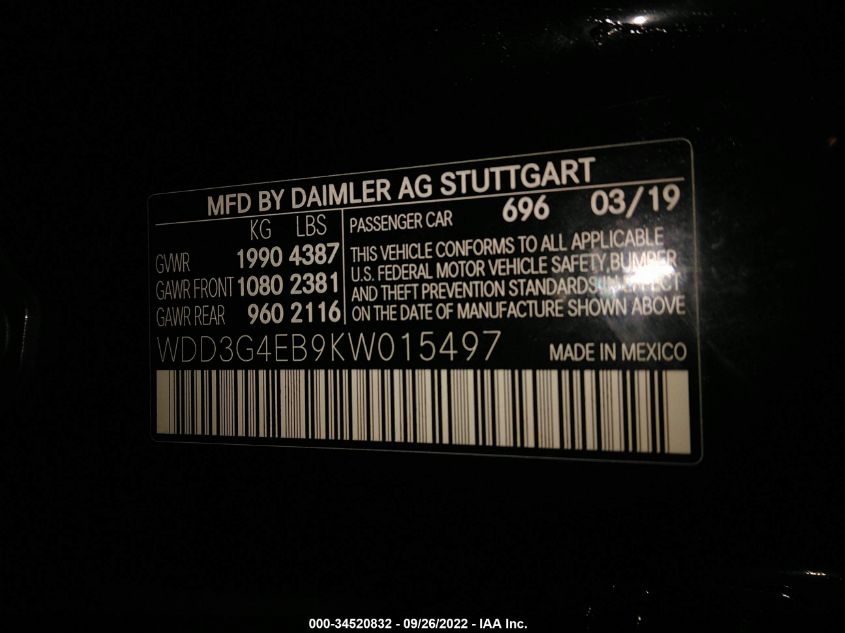 MFD BY DAIMLER AG STUTTGART
KG LBS
GVWR 1990 4387
GAWR FRONT 1080 2381
GAWR REAR 960 2116
PASSENGER CAR 696 03/19
THIS VEHICLE CONFORMS TO ALL APPLICABLE
U.S. FEDERAL MOTOR VEHICLE SAFETY, BUMPER
AND THEFT PREVENTION STANDARDS IN EFFECT
ON THE DATE OF MANUFACTURE SHOWN ABOVE
WDD3G4EB9KW015497 MADE IN MEXICO
000-34520832 - 09/26/2022 - IAA Inc.